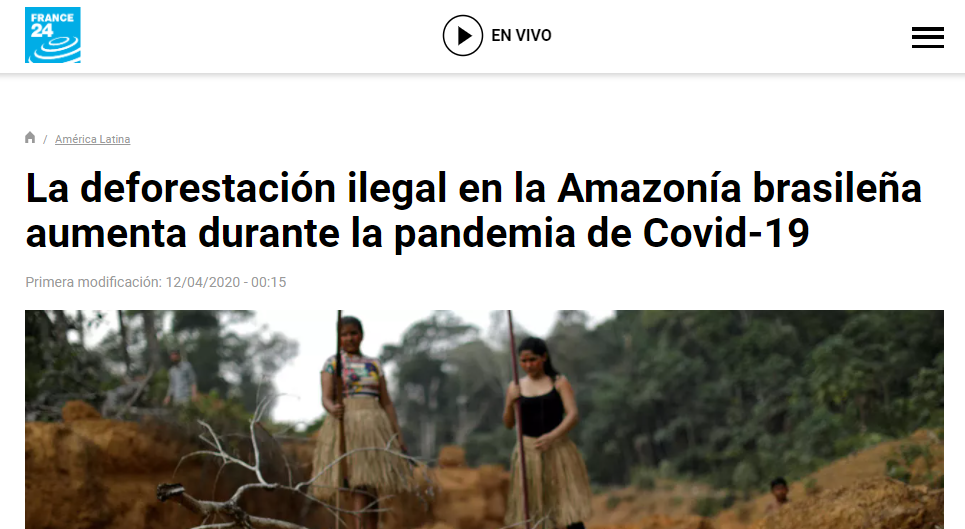 FRANCE
24
EN VIVO
/ América Latina
La deforestación ilegal en la Amazonía brasileña
aumenta durante la pandemia de Covid-19
Primera modificación: 12/04/2020 - 00:15